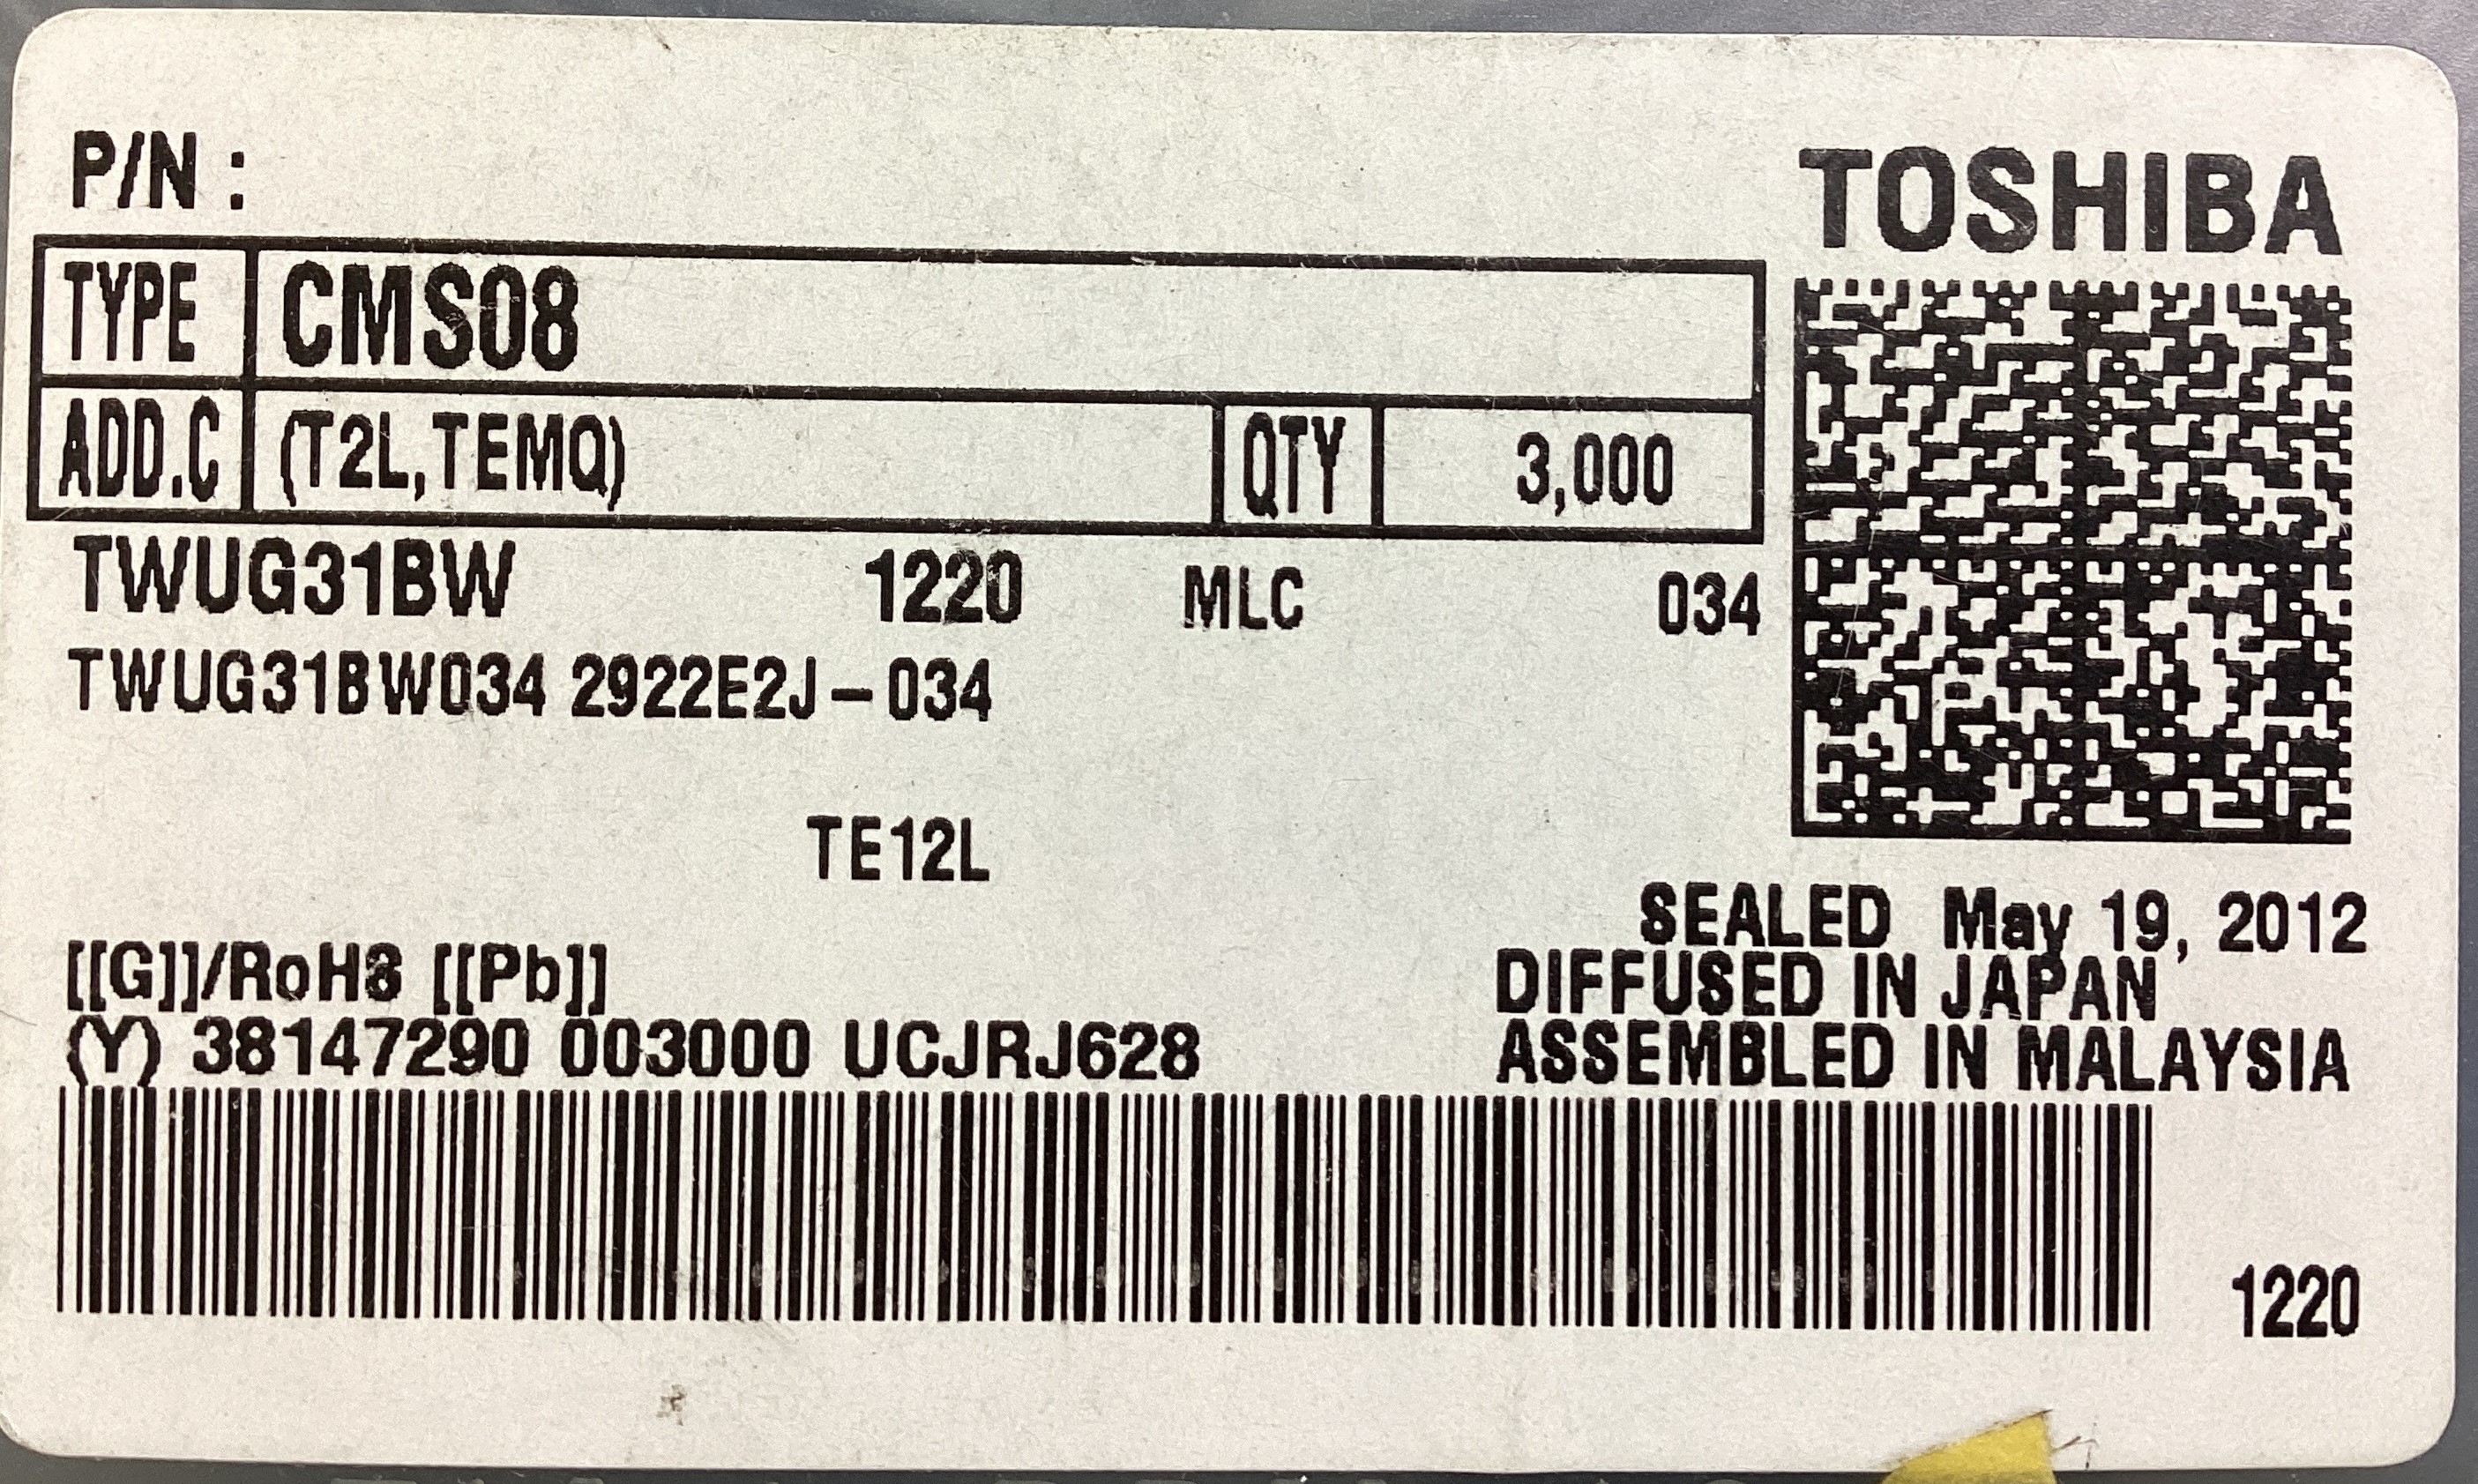 P/N :
TOSHIBA
TYPE CMS08
ADD.C (T2L,TEMQ) QTY 3,000
TWUG31BW 1220 MLC 034
TWUG31BW034 2922E2J-034
TE12L
SEALED May 19, 2012
[[G]]/RoHS [[Pb]]
DIFFUSED IN JAPAN
(Y) 38147290 003000 UCJRJ628
ASSEMBLED IN MALAYSIA
1220